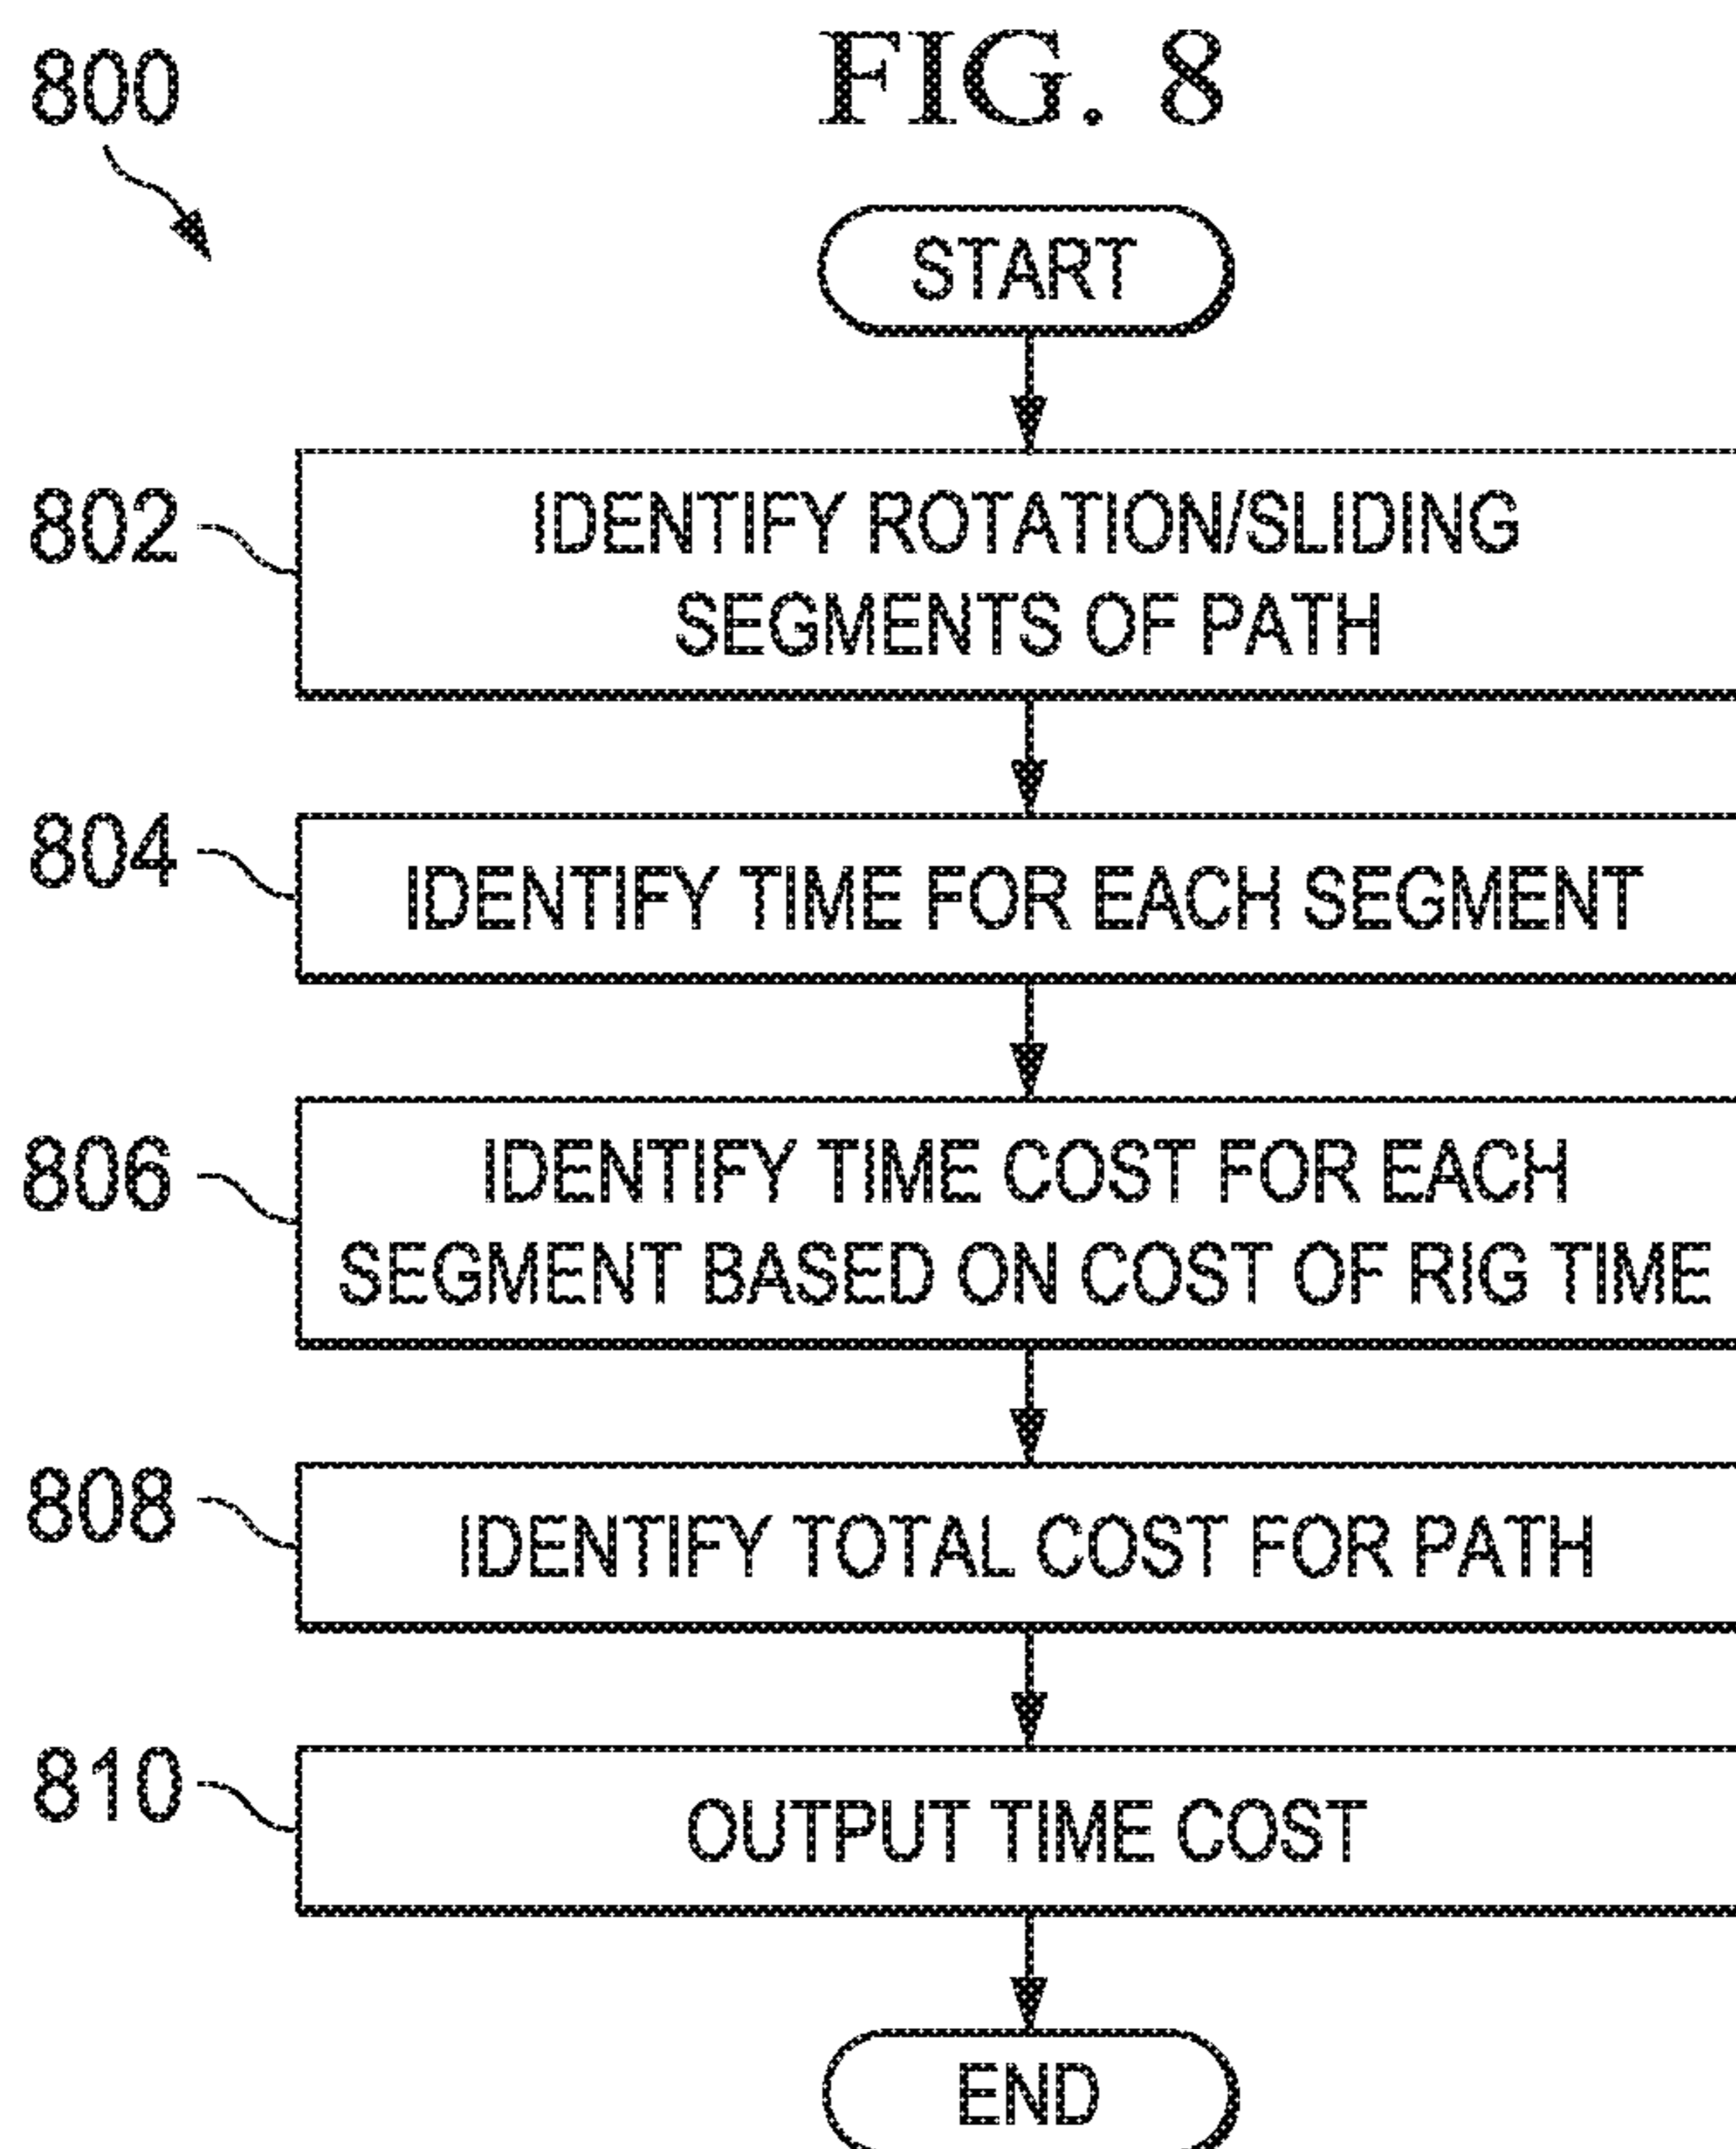 FIG. 8
800
START
802
IDENTIFY ROTATION/SLIDING
SEGMENTS OF PATH
804
IDENTIFY TIME FOR EACH SEGMENT
806
IDENTIFY TIME COST FOR EACH
SEGMENT BASED ON COST OF RIG TIME
808
IDENTIFY TOTAL COST FOR PATH
810
OUTPUT TIME COST
END